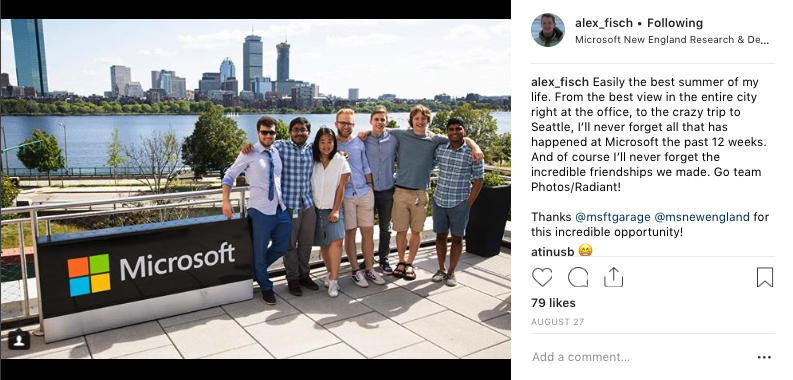 alex_fisch • Following
Microsoft New England Research & De...
alex_fisch Easily the best summer of my
life. From the best view in the entire city
right at the office, to the crazy trip to
Seattle, I'll never forget all that has
happened at Microsoft the past 12 weeks.
And of course I'll never forget the
incredible friendships we made. Go team
Photos/Radiant!
Thanks @msftgarage @msnewengland for
this incredible opportunity!
atinusb 😁
79 likes
AUGUST 27
Add a comment...
Microsoft